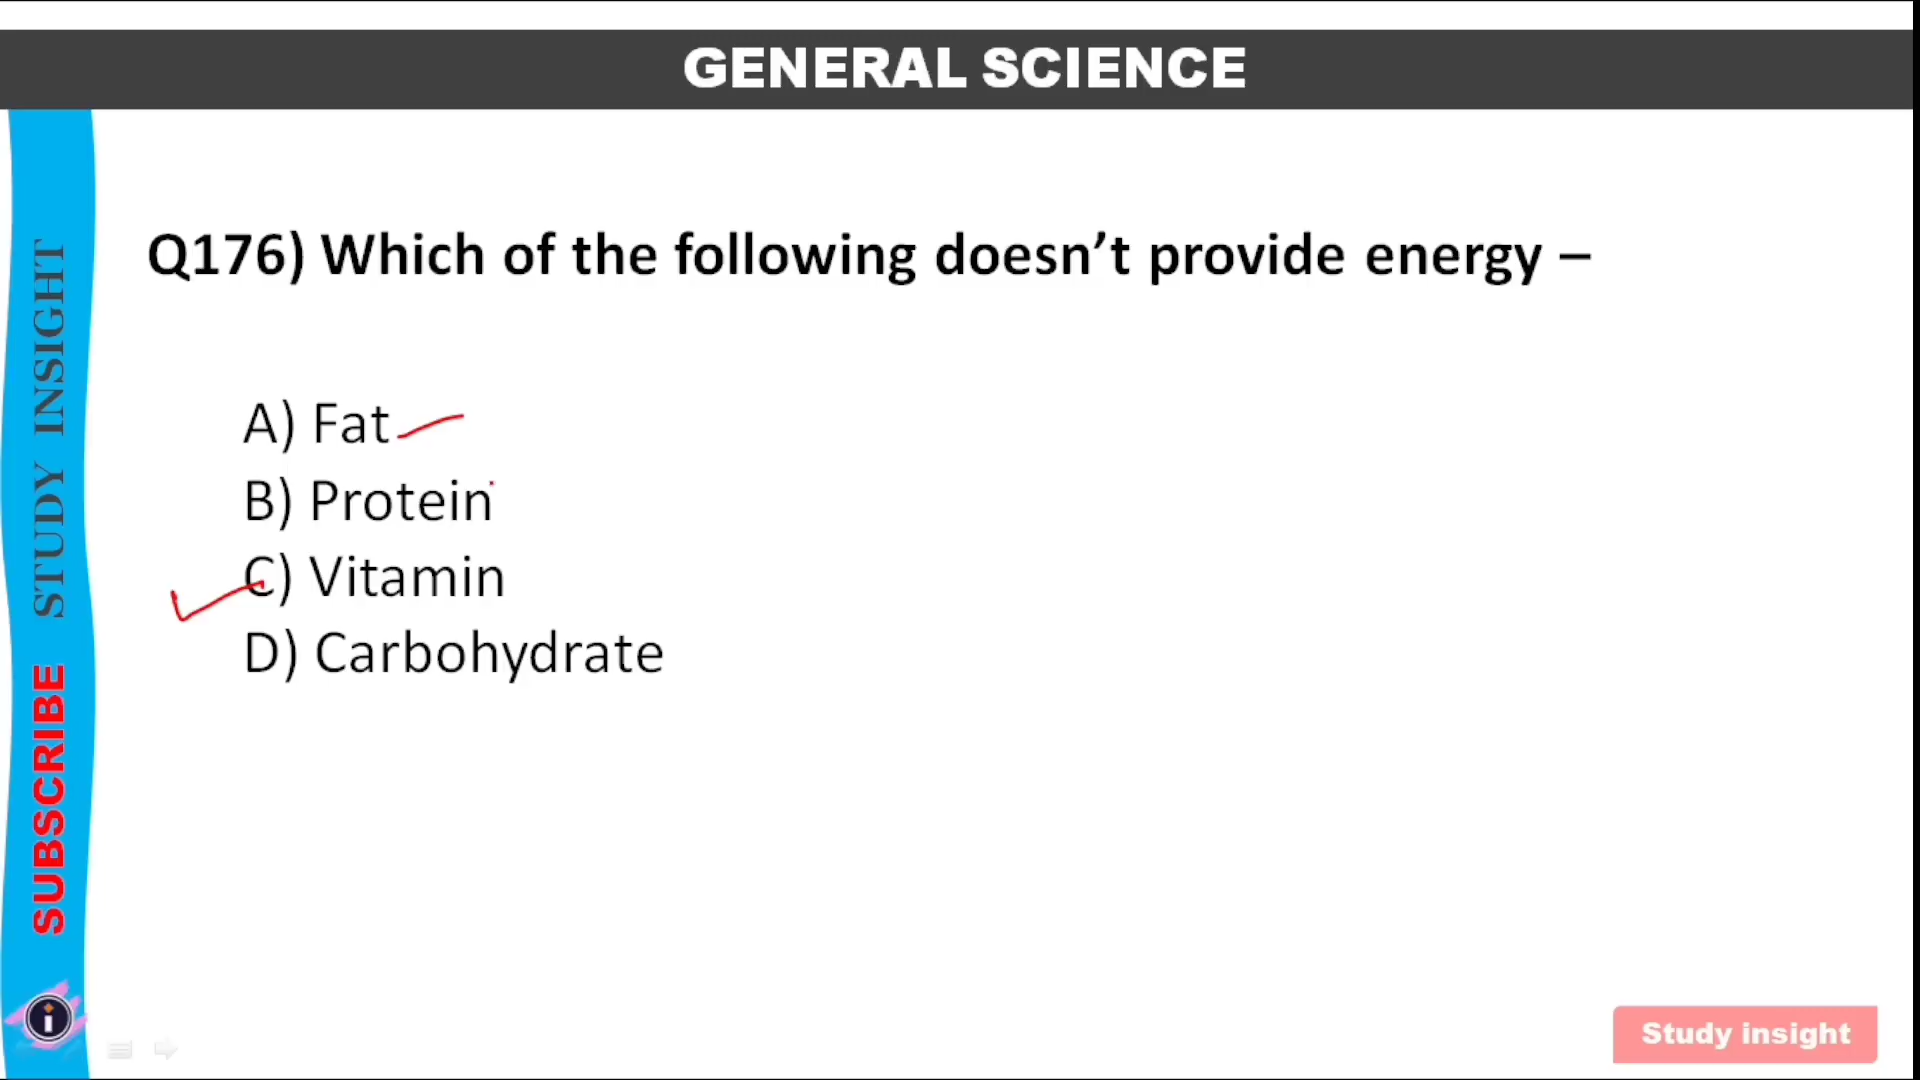 GENERAL SCIENCE
Q176) Which of the following doesn’t provide energy –
A) Fat
B) Protein
C) Vitamin
D) Carbohydrate
SUBSCRIBE STUDY INSIGHT
i
Study insight